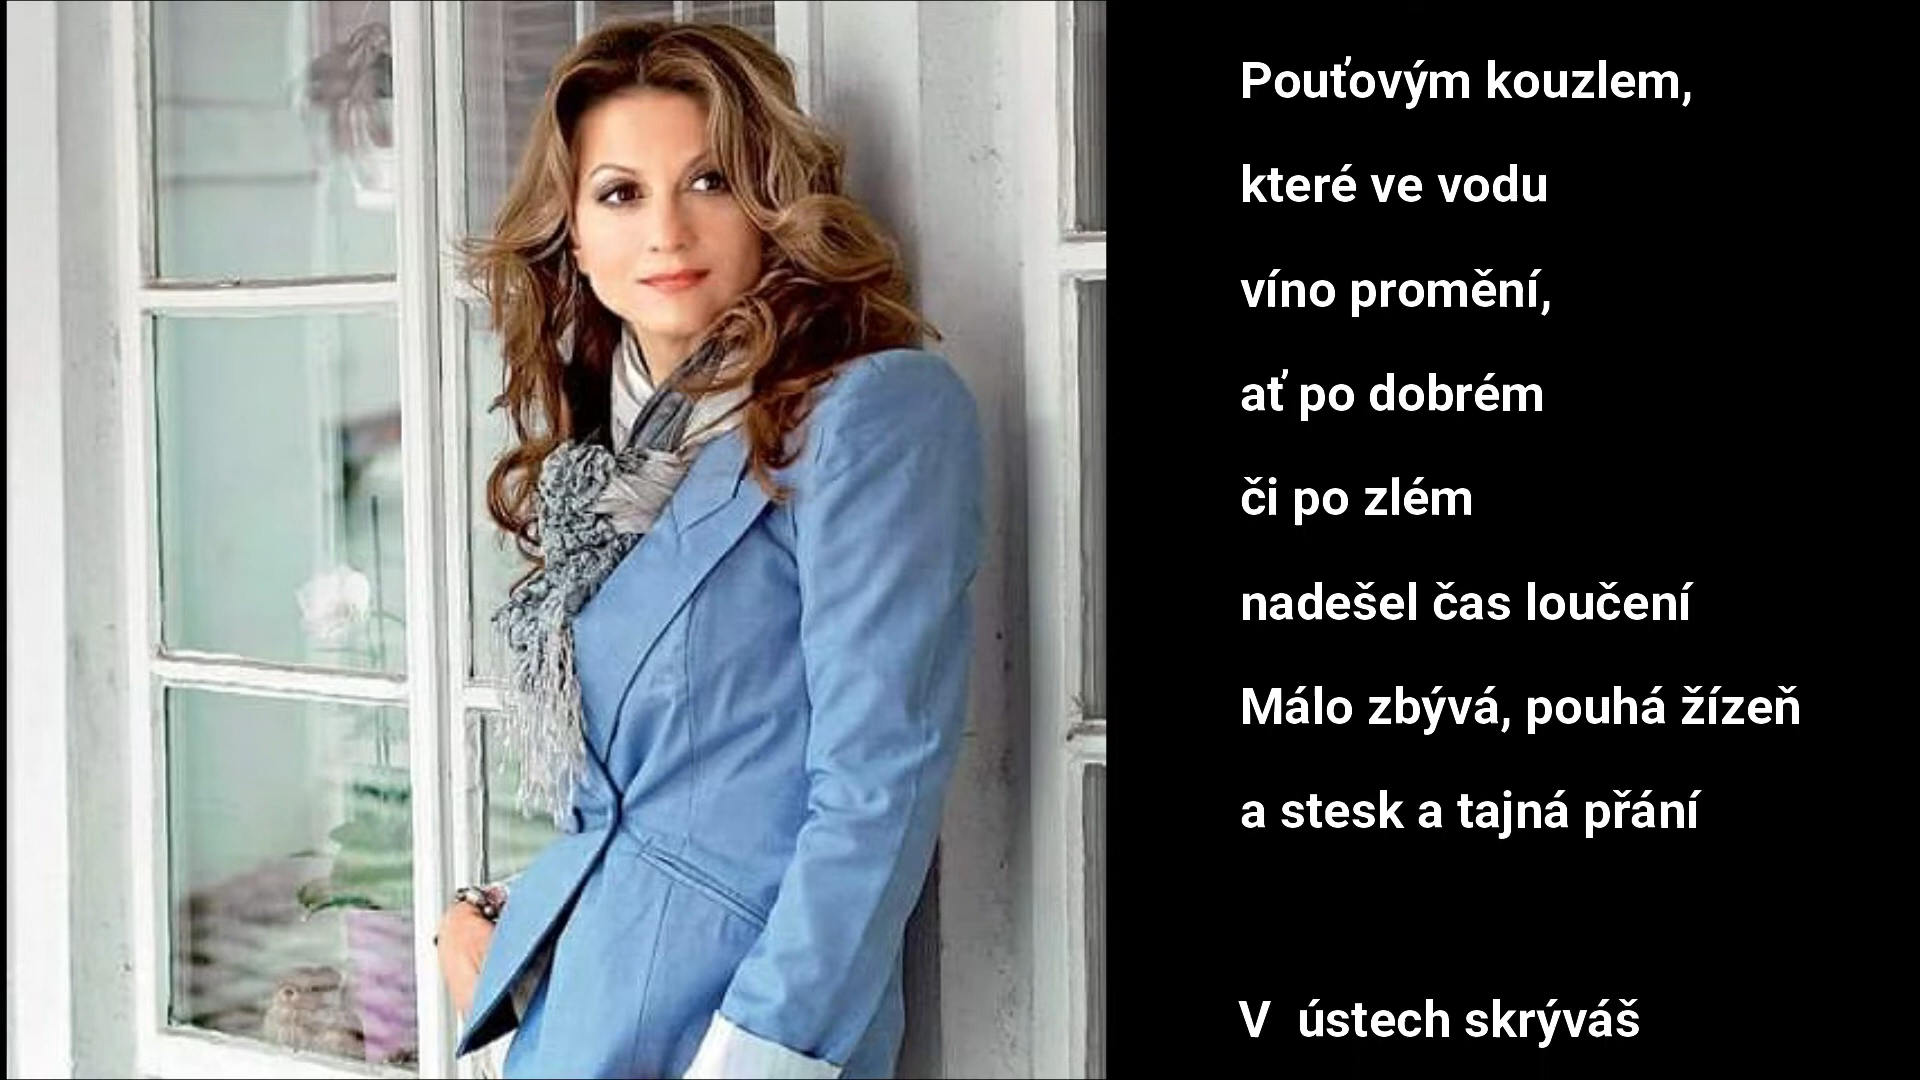 Pouťovým kouzlem,
které ve vodu
víno promění,
ať po dobrém
či po zlém
nadešel čas loučení
Málo zbývá, pouhá žízeň
a stesk a tajná přání
V  ústech skrýváš